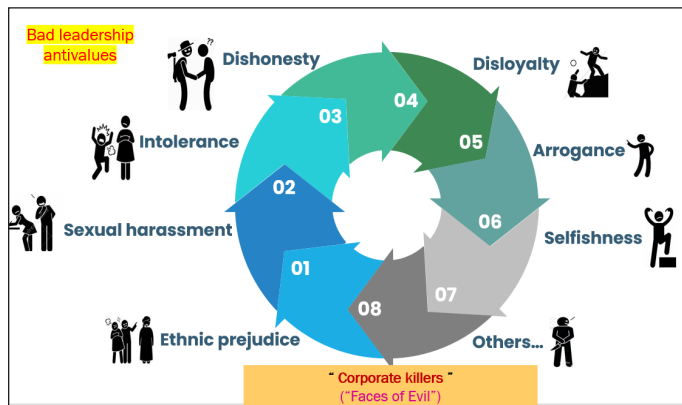 Bad leadership
antivalues
??
Dishonesty
Disloyalty
04
03
05
Intolerance
Arrogance
02
06
Sexual harassment
Selfishness
01
07
08
Ethnic prejudice
Others...
“ Corporate killers ”
(“Faces of Evil”)